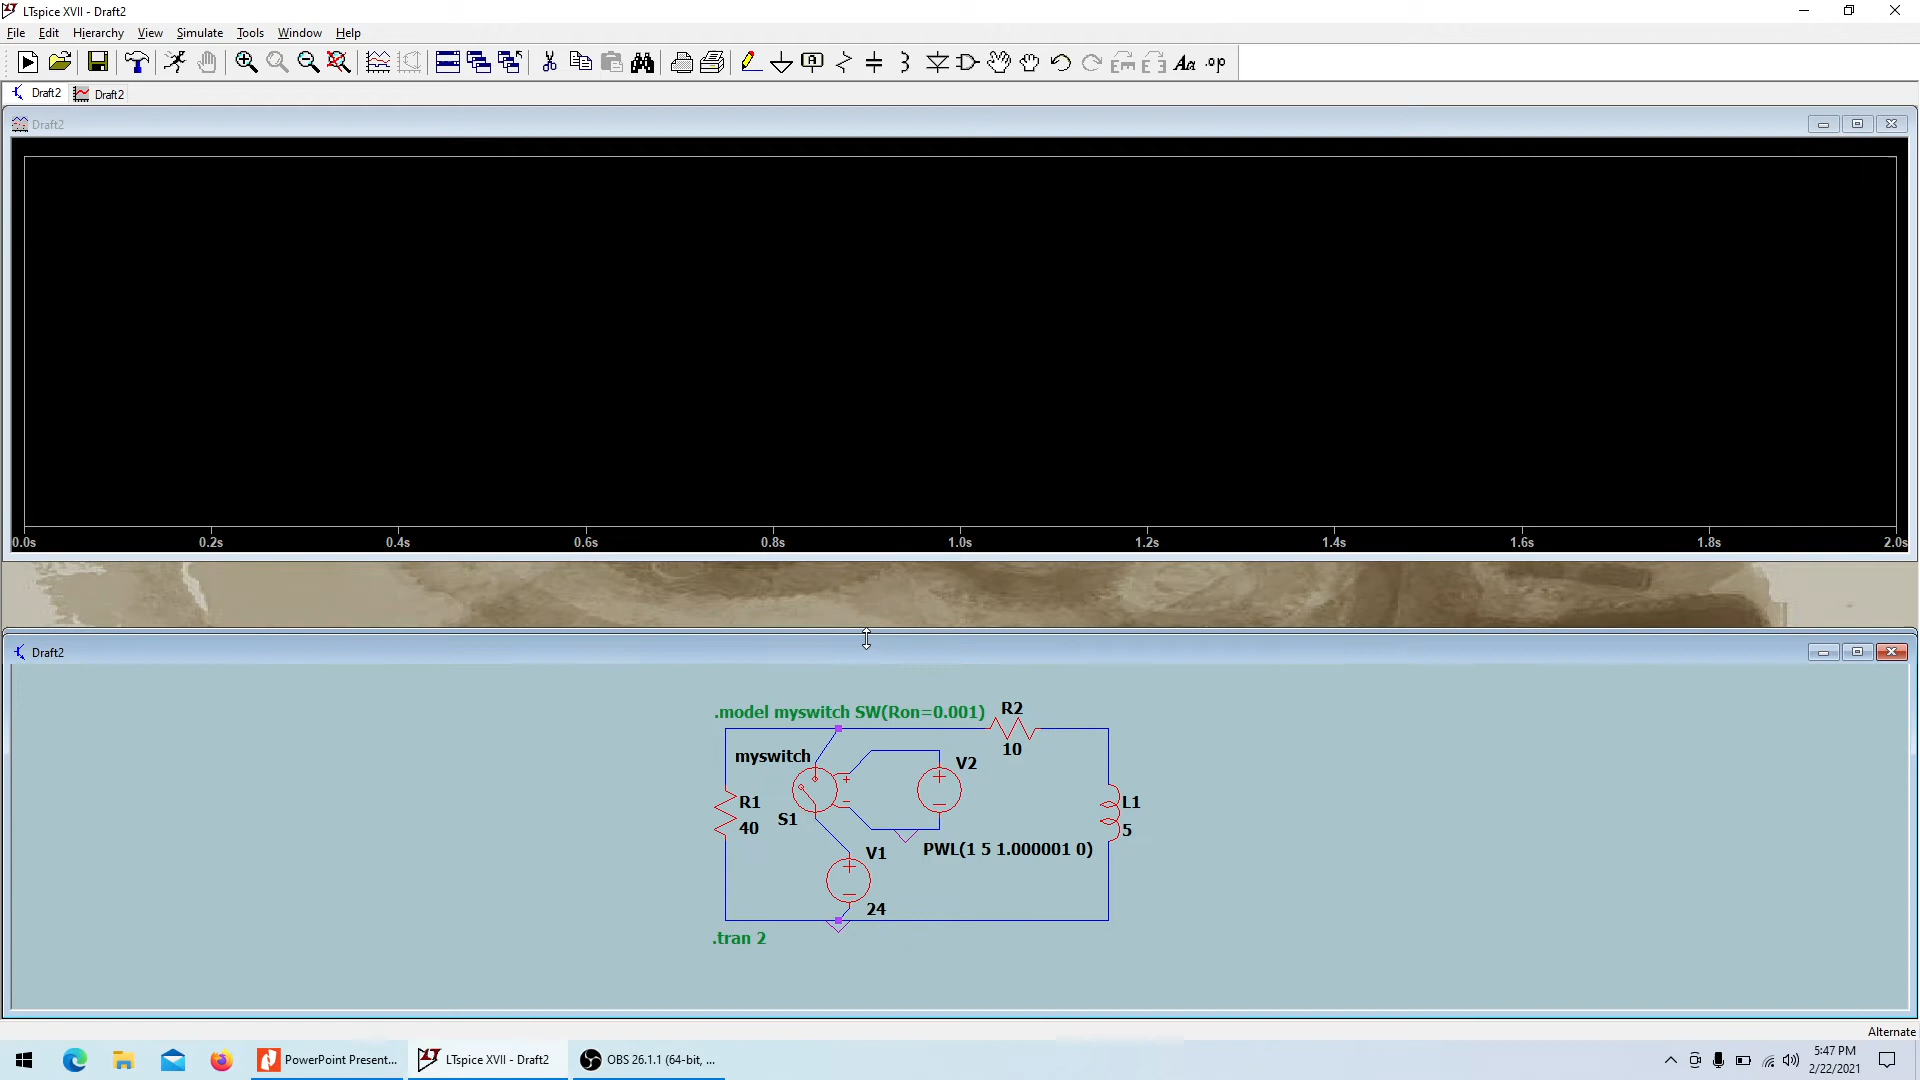 LTspice XVII - Draft2
File Edit Hierarchy View Simulate Tools Window Help
Aa .op
Draft2 Draft2
Draft2
0.0s 0.2s 0.4s 0.6s 0.8s 1.0s 1.2s 1.4s 1.6s 1.8s 2.0s
Draft2
.model myswitch SW(Ron=0.001)
R2
10
myswitch
V2
R1
40
S1
L1
5
PWL(1 5 1.000001 0)
V1
24
.tran 2
Alternate
PowerPoint Present...
LTspice XVII - Draft2
OBS 26.1.1 (64-bit, ...
5:47 PM
2/22/2021